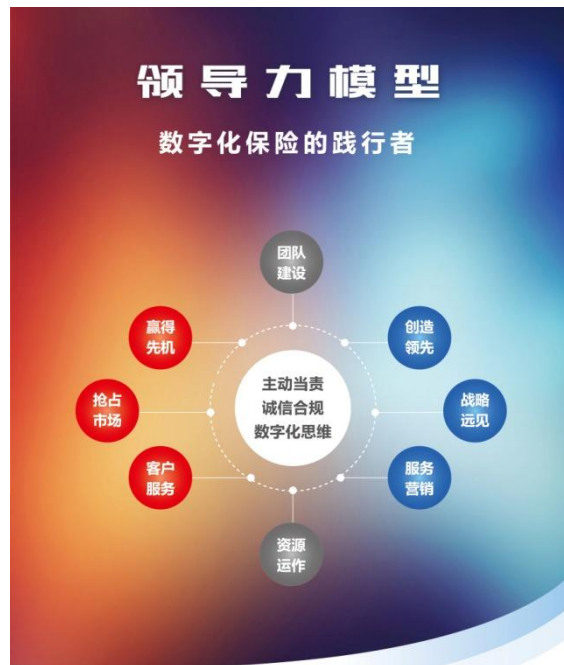 领导力模型
数字化保险的践行者
团队
建设
赢得
先机
创造
领先
抢占
市场
主动当责
诚信合规
数字化思维
战略
远见
客户
服务
服务
营销
资源
运作